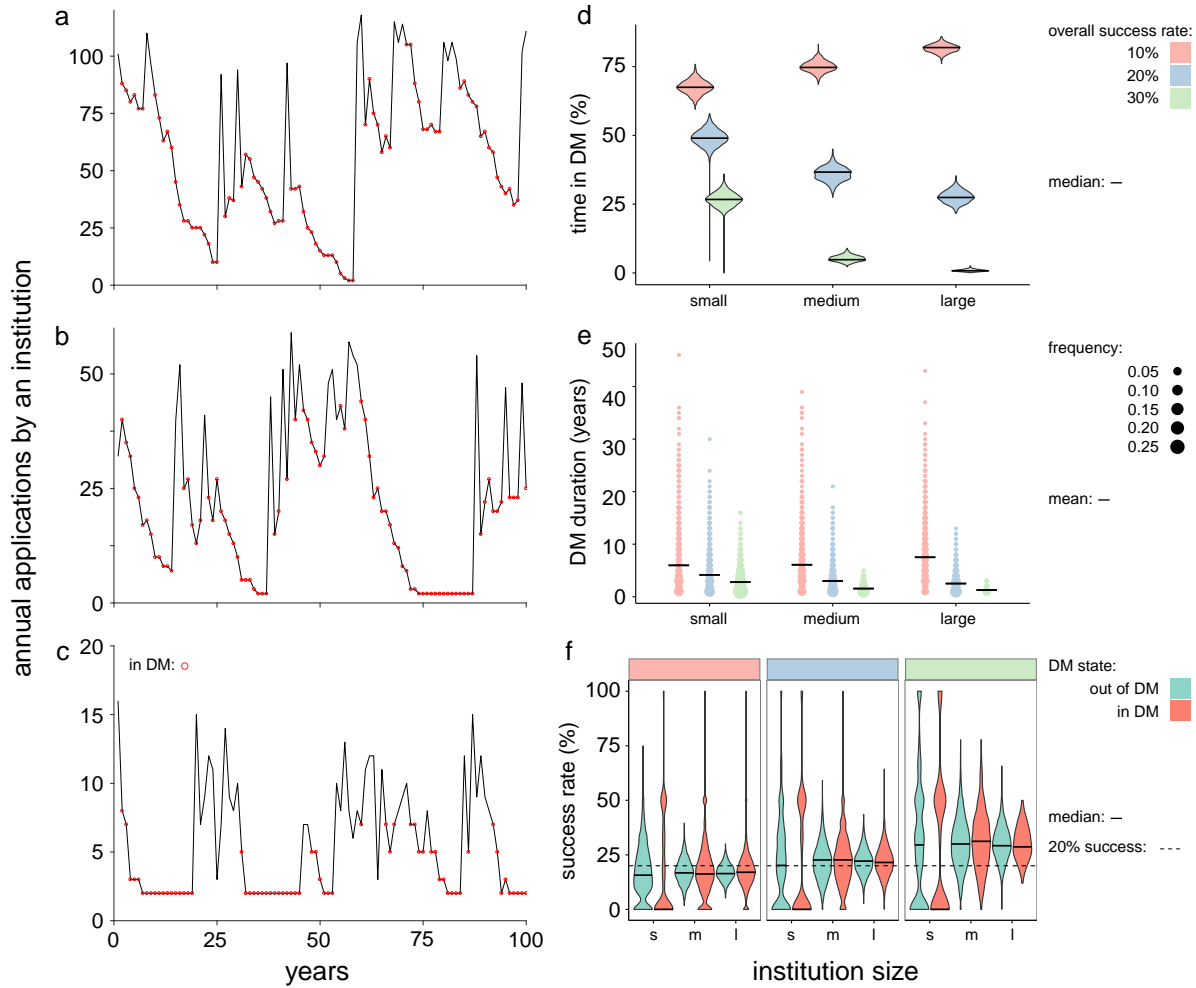 a
100
75
50
25
0
b
50
25
0
c
in DM:
20
15
10
5
0
0
25
50
75
100
years
annual applications by an institution
d
75
50
25
0
time in DM (%)
small
medium
large
overall success rate:
10%
20%
30%
median:
e
50
40
30
20
10
0
DM duration (years)
small
medium
large
frequency:
0.05
0.10
0.15
0.20
0.25
mean:
f
100
75
50
25
0
success rate (%)
s
m
l
s
m
l
s
m
l
institution size
DM state:
out of DM
in DM
median:
20% success: